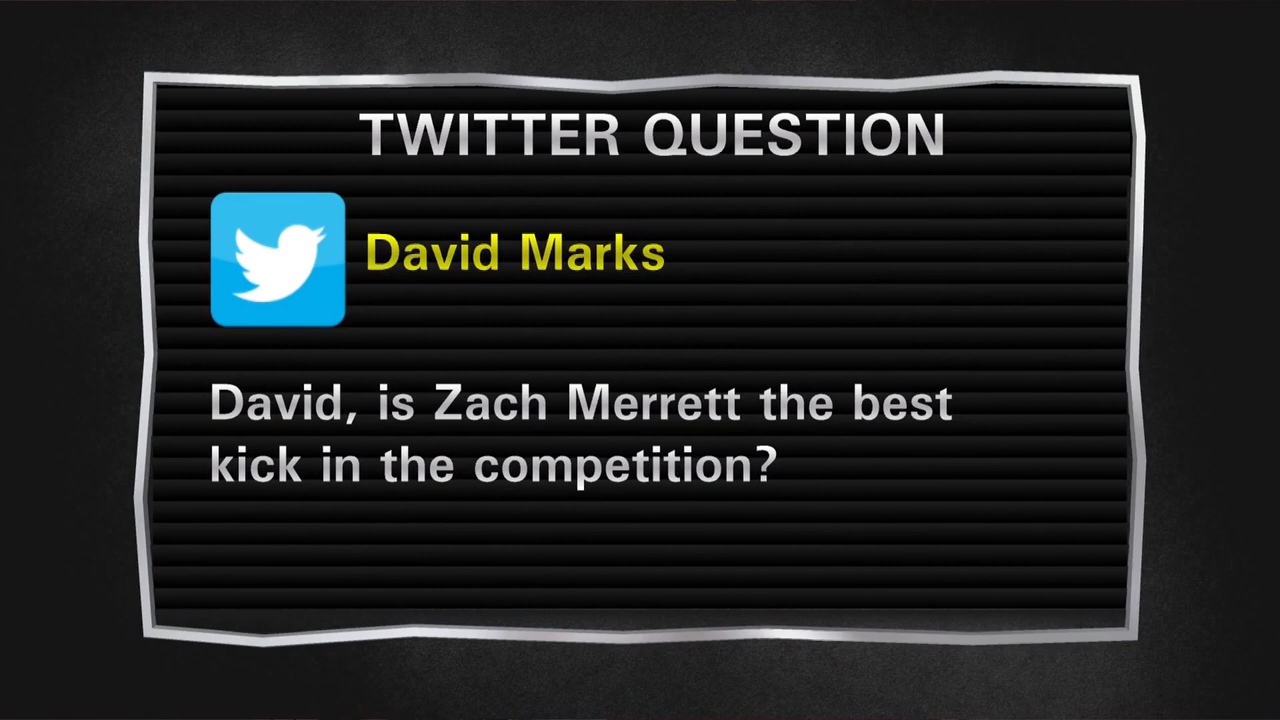 TWITTER QUESTION
David Marks
David, is Zach Merrett the best
kick in the competition?